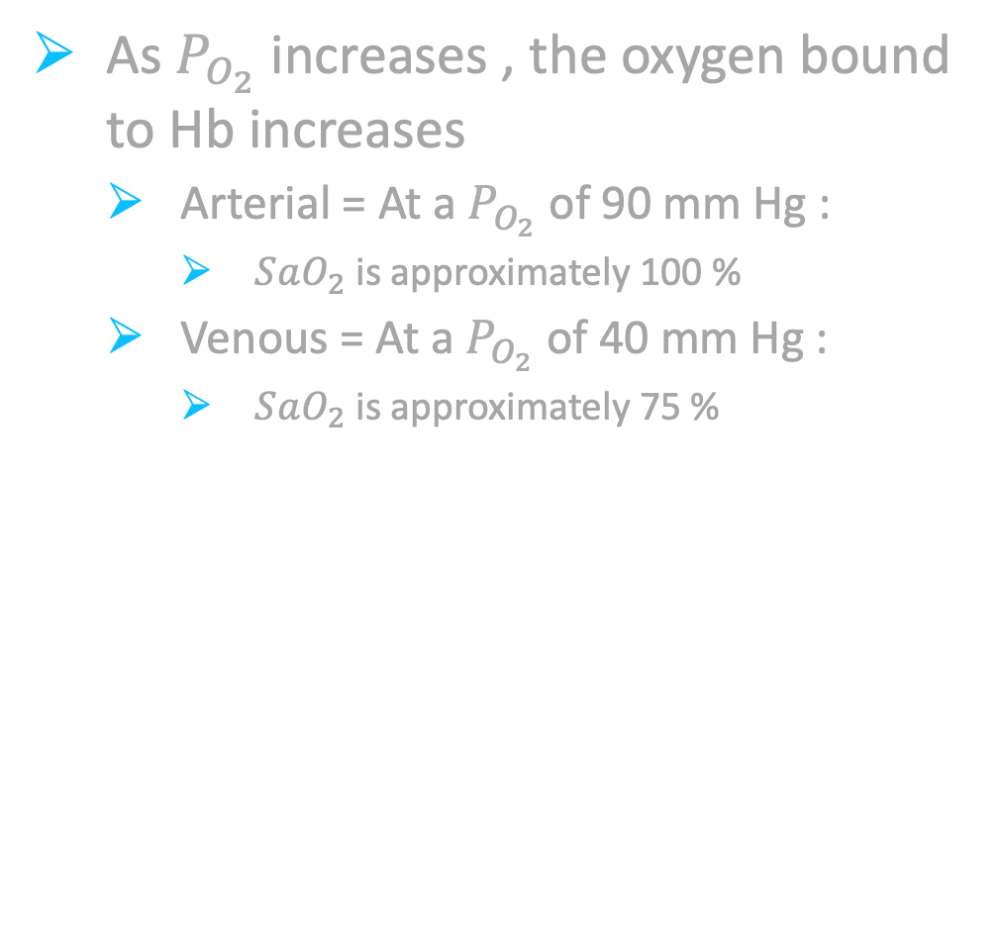 ➢ As P_{O_2} increases , the oxygen bound
to Hb increases
➢ Arterial = At a P_{O_2} of 90 mm Hg :
➢ SaO_2 is approximately 100 %
➢ Venous = At a P_{O_2} of 40 mm Hg :
➢ SaO_2 is approximately 75 %